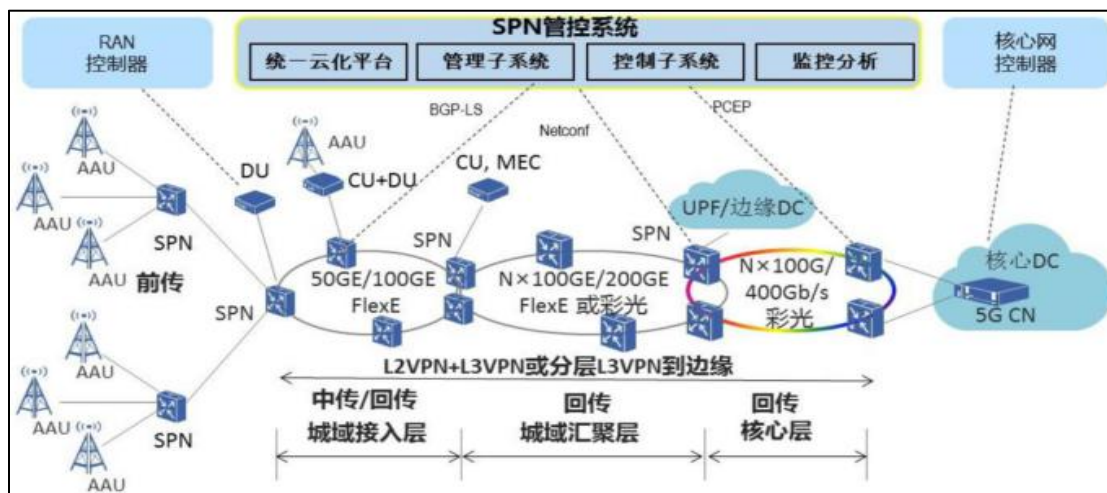 RAN
控制器
SPN管控系统
统一云化平台
管理子系统
控制子系统
监控分析
核心网
控制器
BGP-LS
Netconf
PCEP
AAU
AAU
AAU
SPN
前传
DU
AAU
CU+DU
CU, MEC
SPN
SPN
UPF/边缘DC
SPN
50GE/100GE
FlexE
N×100GE/200GE
FlexE 或彩光
N×100G/
400Gb/s
彩光
核心DC
5G CN
AAU
AAU
AAU
SPN
L2VPN+L3VPN或分层L3VPN到边缘
中传/回传
城域接入层
回传
城域汇聚层
回传
核心层